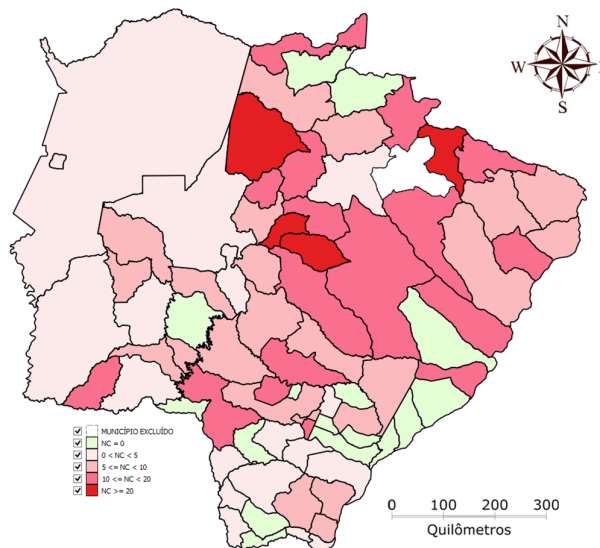 N
W
S
MUNICÍPIO EXCLUÍDO
NC = 0
0 < NC < 5
5 <= NC < 10
10 <= NC < 20
NC >= 20
0 100 200 300
Quilômetros